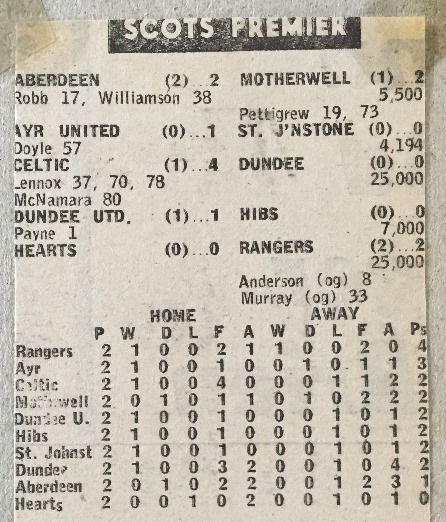 SCOTS PREMIER
ABERDEEN (2)..2 MOTHERWELL (1)...2
Robb 17, Williamson 38 5,500
Pettigrew 19, 73
AYR UNITED (0)...1 ST. J'NSTONE (0)...0
Doyle 57 4,194
CELTIC (1)...4 DUNDEE (0)...0
Lennox 37, 70, 78 25,000
McNamara 80
DUNDEE UTD. (1)...1 HIBS (0)...0
Payne 1 7,000
HEARTS (0)...0 RANGERS (2)...2
25,000
Anderson (og) 8
Murray (og) 33
HOME AWAY
P W D L F A W D L F A Ps
Rangers 2 1 0 0 2 1 1 0 0 2 0 4
Ayr 2 1 0 0 1 0 0 1 0 1 1 3
Celtic 2 1 0 0 4 0 0 0 1 1 2 2
Motherwell 2 0 1 0 1 1 0 1 0 2 2 2
Dundee U. 2 1 0 0 1 0 0 0 1 0 1 2
Hibs 2 1 0 0 1 0 0 0 1 0 1 2
St. Johnst 2 1 0 0 1 0 0 0 1 0 1 2
Dundee 2 1 0 0 3 2 0 0 1 0 4 2
Aberdeen 2 0 1 0 2 2 0 0 1 2 3 1
Hearts 2 0 0 1 0 2 0 0 1 0 1 0